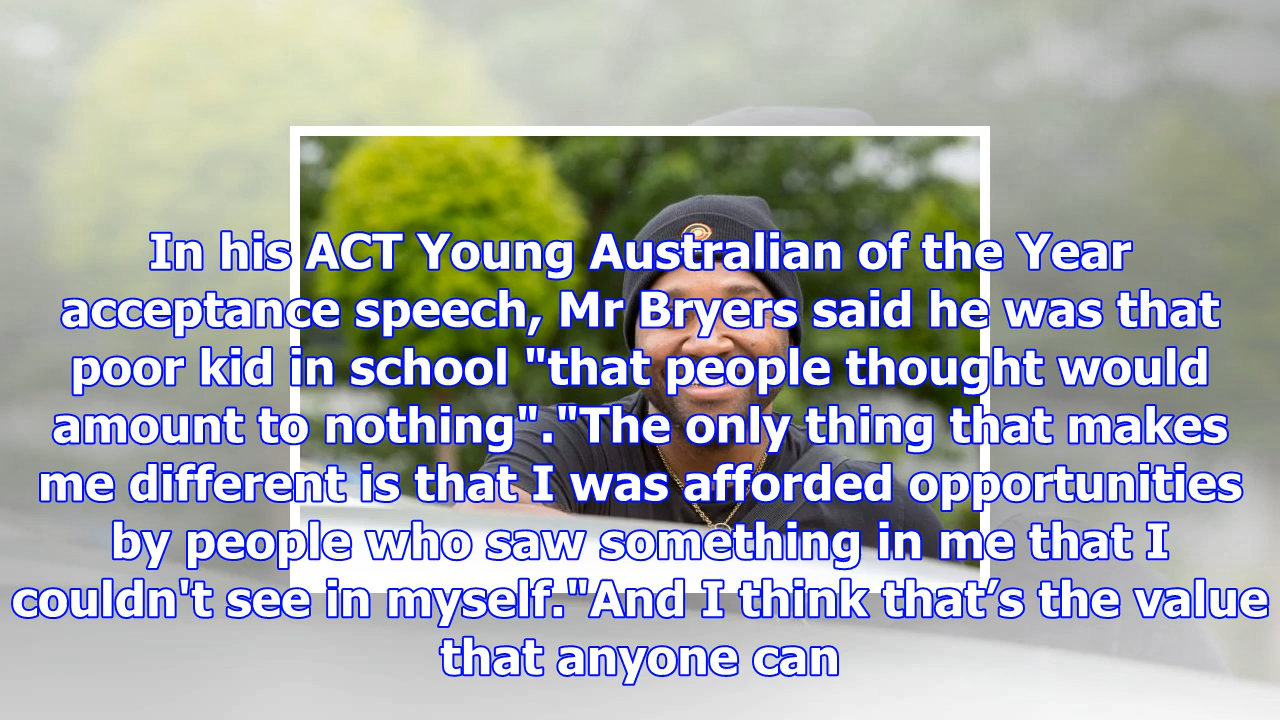 In his ACT Young Australian of the Year
acceptance speech, Mr Bryers said he was that
poor kid in school "that people thought would
amount to nothing"."The only thing that makes
me different is that I was afforded opportunities
by people who saw something in me that I
couldn't see in myself."And I think that’s the value
that anyone can